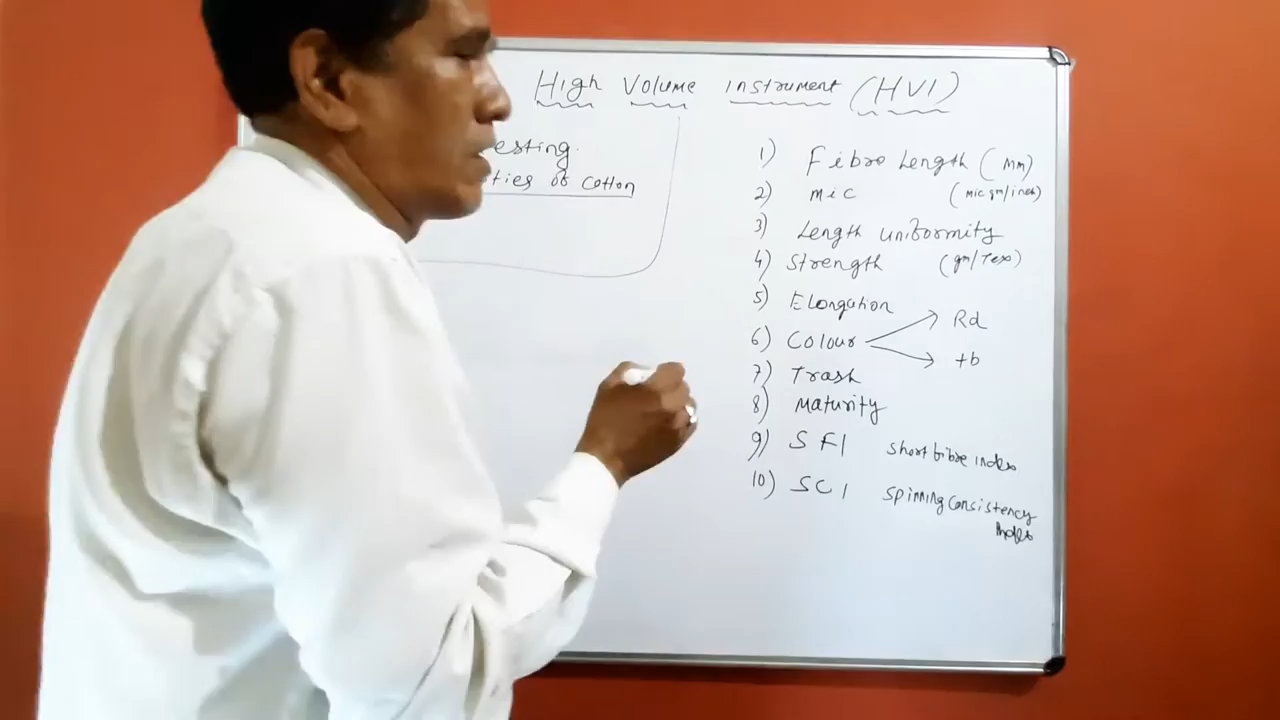 High Volume Instrument (HVI)
esting.
ties of Cotton
1) Fibre Length (mm)
2) mic (mic gm/inch)
3) Length uniformity
4) Strength (gm/Tex)
5) Elongation
6) Colour Rd
+b
7) Trash
8) Maturity
9) SFI Short fibre index
10) SCI Spinning Consistency
Index